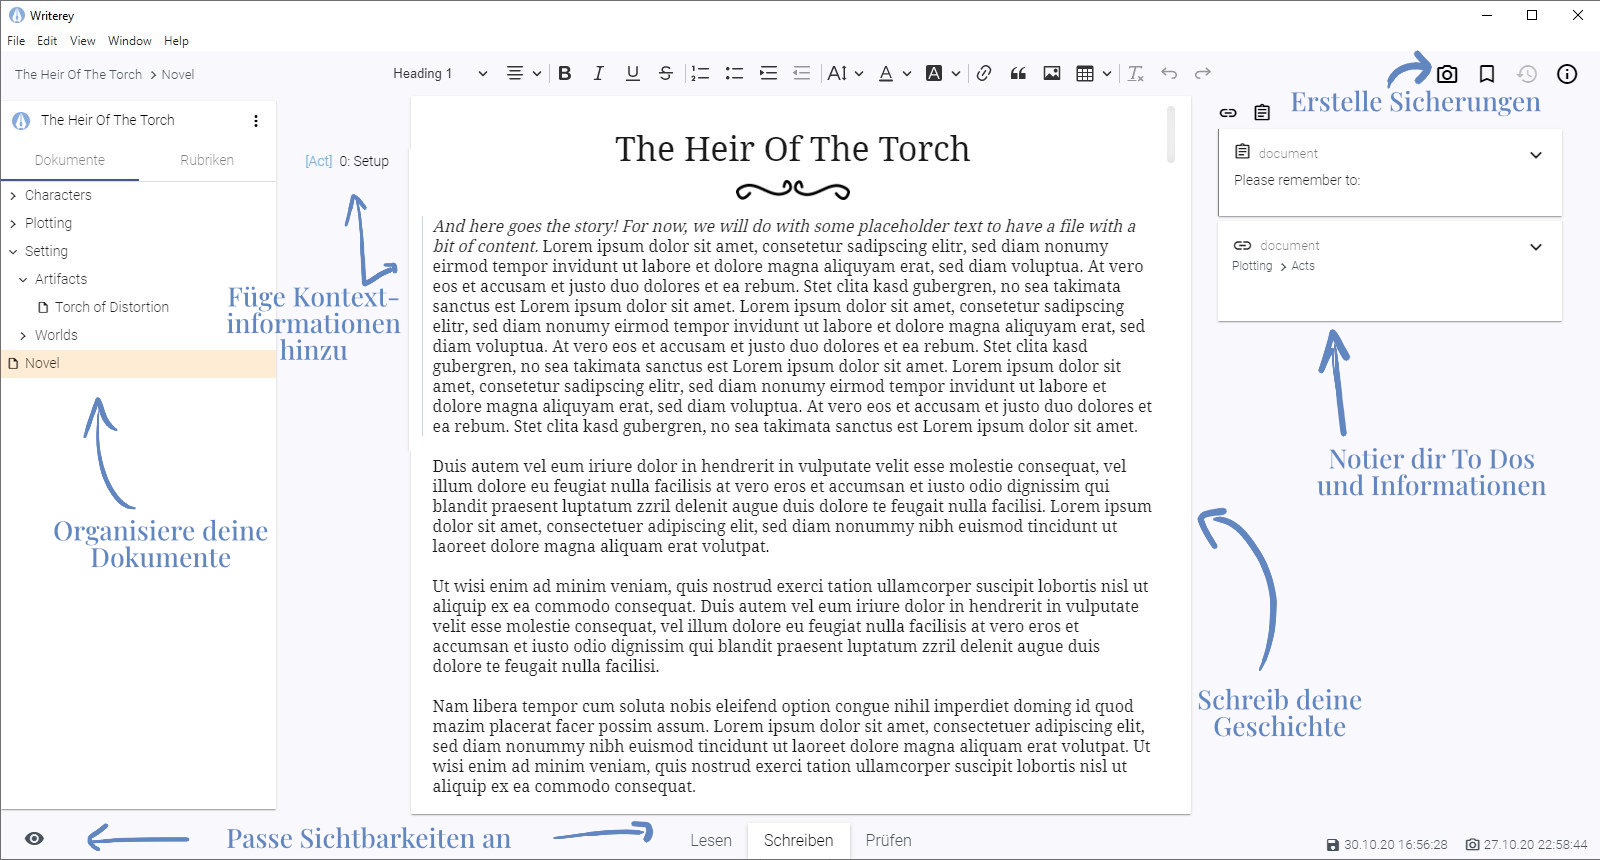 Writerey
File Edit View Window Help
The Heir Of The Torch > Novel
Heading 1
Erstelle Sicherungen
The Heir Of The Torch
Dokumente Rubriken
Characters
Plotting
Setting
Artifacts
Torch of Distortion
Worlds
Novel
Organisiere deine
Dokumente
[Act] 0: Setup
Füge Kontext-
informationen
hinzu
The Heir Of The Torch
And here goes the story! For now, we will do with some placeholder text to have a file with a
bit of content. Lorem ipsum dolor sit amet, consetetur sadipscing elitr, sed diam nonumy
eirmod tempor invidunt ut labore et dolore magna aliquyam erat, sed diam voluptua. At vero
eos et accusam et justo duo dolores et ea rebum. Stet clita kasd gubergren, no sea takimata
sanctus est Lorem ipsum dolor sit amet. Lorem ipsum dolor sit amet, consetetur sadipscing
elitr, sed diam nonumy eirmod tempor invidunt ut labore et dolore magna aliquyam erat, sed
diam voluptua. At vero eos et accusam et justo duo dolores et ea rebum. Stet clita kasd
gubergren, no sea takimata sanctus est Lorem ipsum dolor sit amet. Lorem ipsum dolor sit
amet, consetetur sadipscing elitr, sed diam nonumy eirmod tempor invidunt ut labore et
dolore magna aliquyam erat, sed diam voluptua. At vero eos et accusam et justo duo dolores et
ea rebum. Stet clita kasd gubergren, no sea takimata sanctus est Lorem ipsum dolor sit amet.
Duis autem vel eum iriure dolor in hendrerit in vulputate velit esse molestie consequat, vel
illum dolore eu feugiat nulla facilisis at vero eros et accumsan et iusto odio dignissim qui
blandit praesent luptatum zzril delenit augue duis dolore te feugait nulla facilisi. Lorem ipsum
dolor sit amet, consectetuer adipiscing elit, sed diam nonummy nibh euismod tincidunt ut
laoreet dolore magna aliquam erat volutpat.
Ut wisi enim ad minim veniam, quis nostrud exerci tation ullamcorper suscipit lobortis nisl ut
aliquip ex ea commodo consequat. Duis autem vel eum iriure dolor in hendrerit in vulputate
velit esse molestie consequat, vel illum dolore eu feugiat nulla facilisis at vero eros et
accumsan et iusto odio dignissim qui blandit praesent luptatum zzril delenit augue duis
dolore te feugait nulla facilisi.
Nam libera tempor cum soluta nobis eleifend option congue nihil imperdiet doming id quod
mazim placerat facer possim assum. Lorem ipsum dolor sit amet, consectetuer adipiscing elit,
sed diam nonummy nibh euismod tincidunt ut laoreet dolore magna aliquam erat volutpat. Ut
wisi enim ad minim veniam, quis nostrud exerci tation ullamcorper suscipit lobortis nisl ut
aliquip ex ea commodo consequat.
document
Please remember to:
document
Plotting > Acts
Notier dir To Dos
und Informationen
Schreib deine
Geschichte
Passe Sichtbarkeiten an
Lesen Schreiben Prüfen
30.10.20 16:56:28 27.10.20 22:58:44